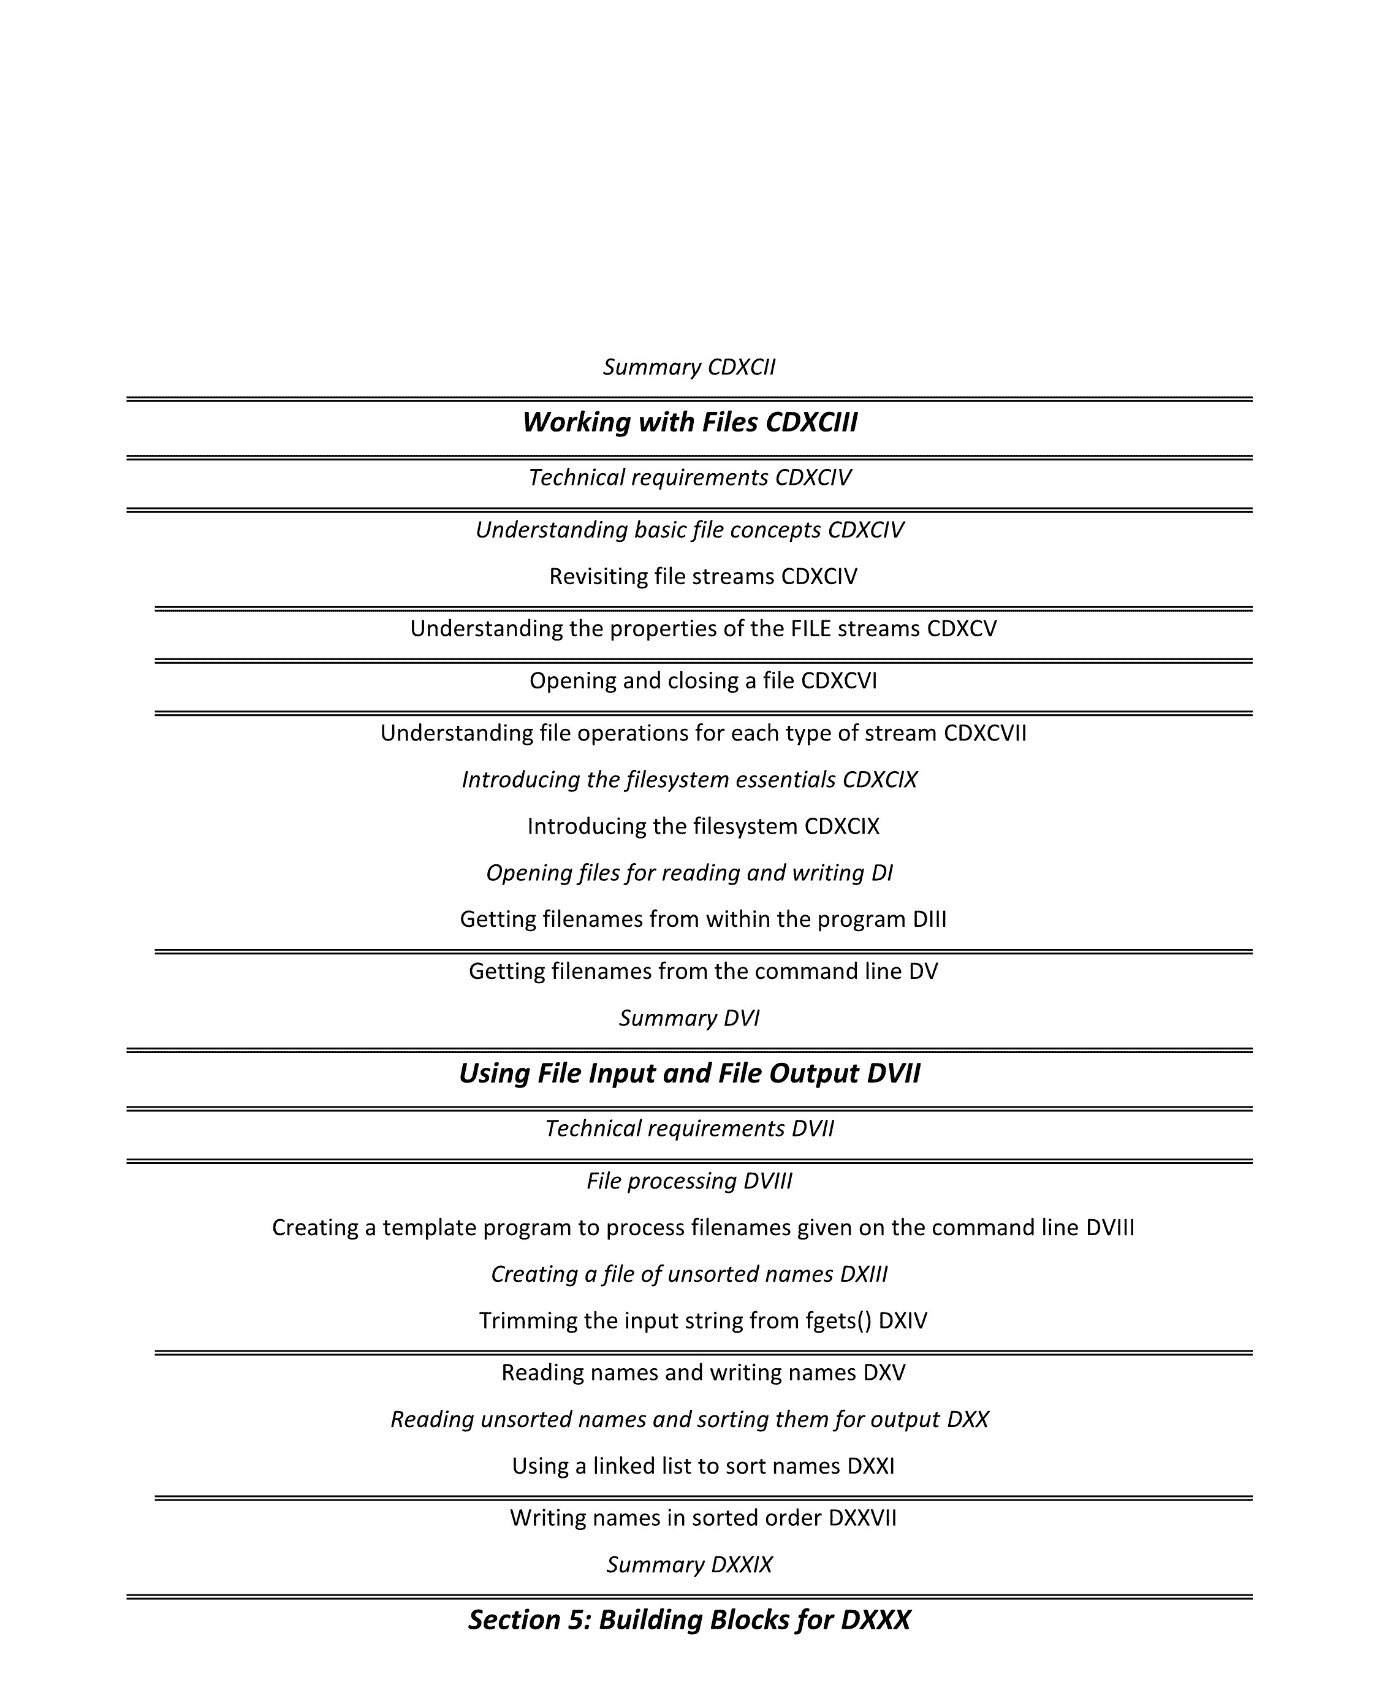 Summary CDXCII
Working with Files CDXCIII
Technical requirements CDXCIV
Understanding basic file concepts CDXCIV
Revisiting file streams CDXCIV
Understanding the properties of the FILE streams CDXCV
Opening and closing a file CDXCVI
Understanding file operations for each type of stream CDXCVII
Introducing the filesystem essentials CDXCIX
Introducing the filesystem CDXCIX
Opening files for reading and writing DI
Getting filenames from within the program DIII
Getting filenames from the command line DV
Summary DVI
Using File Input and File Output DVII
Technical requirements DVII
File processing DVIII
Creating a template program to process filenames given on the command line DVIII
Creating a file of unsorted names DXIII
Trimming the input string from fgets() DXIV
Reading names and writing names DXV
Reading unsorted names and sorting them for output DXX
Using a linked list to sort names DXXI
Writing names in sorted order DXXVII
Summary DXXIX
Section 5: Building Blocks for DXXX